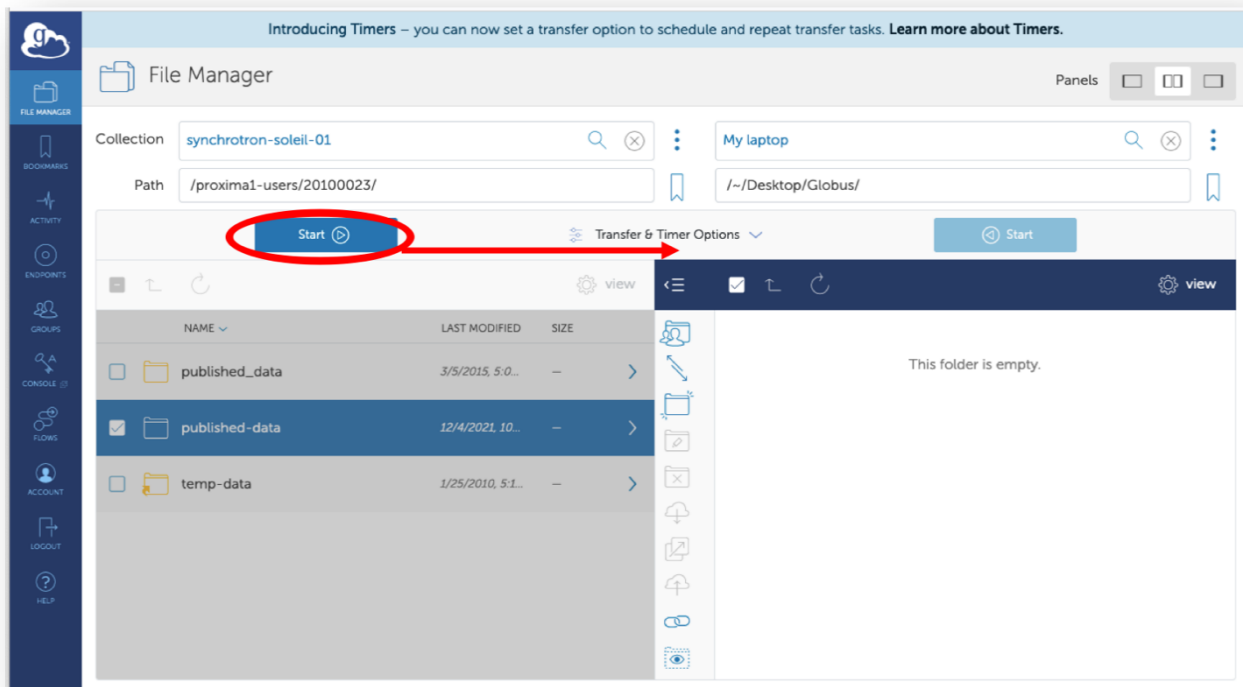 Introducing Timers – you can now set a transfer option to schedule and repeat transfer tasks. Learn more about Timers.
g
File Manager
Panels
FILE MANAGER
BOOKMARKS
ACTIVITY
ENDPOINTS
GROUPS
CONSOLE
FLOWS
ACCOUNT
LOGOUT
HELP
Collection synchrotron-soleil-01
My laptop
Path /proxima1-users/20100023/
/~/Desktop/Globus/
Start
Transfer & Timer Options
Start
view
view
NAME LAST MODIFIED SIZE
published_data 3/5/2015, 5:0... —
published-data 12/4/2021, 10... —
temp-data 1/25/2010, 5:1... —
This folder is empty.